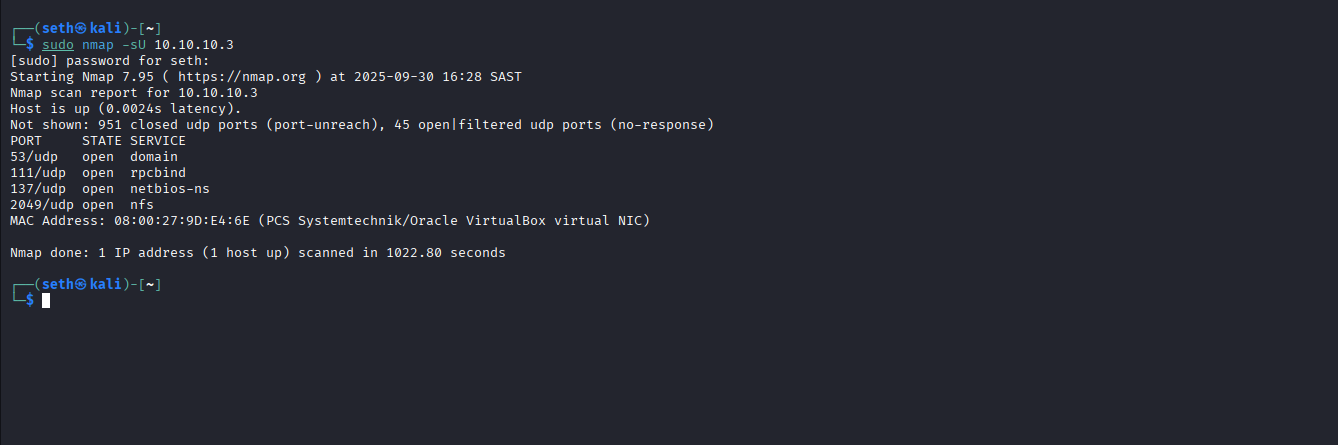 ┌──(seth㉿kali)-[~]
└─$ sudo nmap -sU 10.10.10.3
[sudo] password for seth:
Starting Nmap 7.95 ( https://nmap.org ) at 2025-09-30 16:28 SAST
Nmap scan report for 10.10.10.3
Host is up (0.0024s latency).
Not shown: 951 closed udp ports (port-unreach), 45 open|filtered udp ports (no-response)
PORT     STATE SERVICE
53/udp   open  domain
111/udp  open  rpcbind
137/udp  open  netbios-ns
2049/udp open  nfs
MAC Address: 08:00:27:9D:E4:6E (PCS Systemtechnik/Oracle VirtualBox virtual NIC)
Nmap done: 1 IP address (1 host up) scanned in 1022.80 seconds
┌──(seth㉿kali)-[~]
└─$